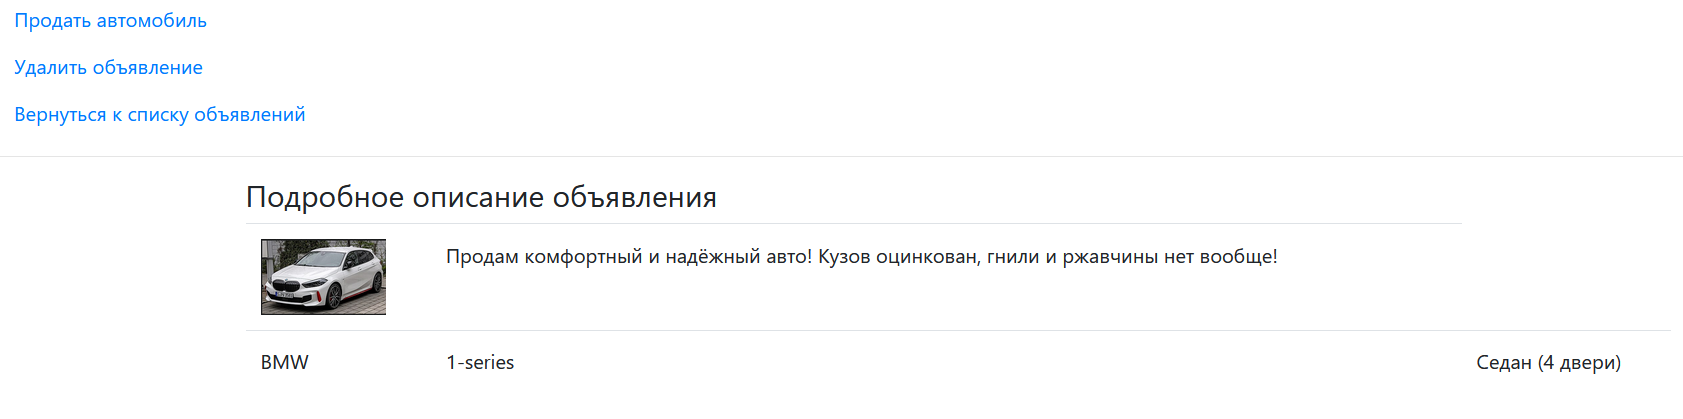 Продать автомобиль
Удалить объявление
Вернуться к списку объявлений
Подробное описание объявления
Продам комфортный и надёжный авто! Кузов оцинкован, гнили и ржавчины нет вообще!
BMW 1-series Седан (4 двери)